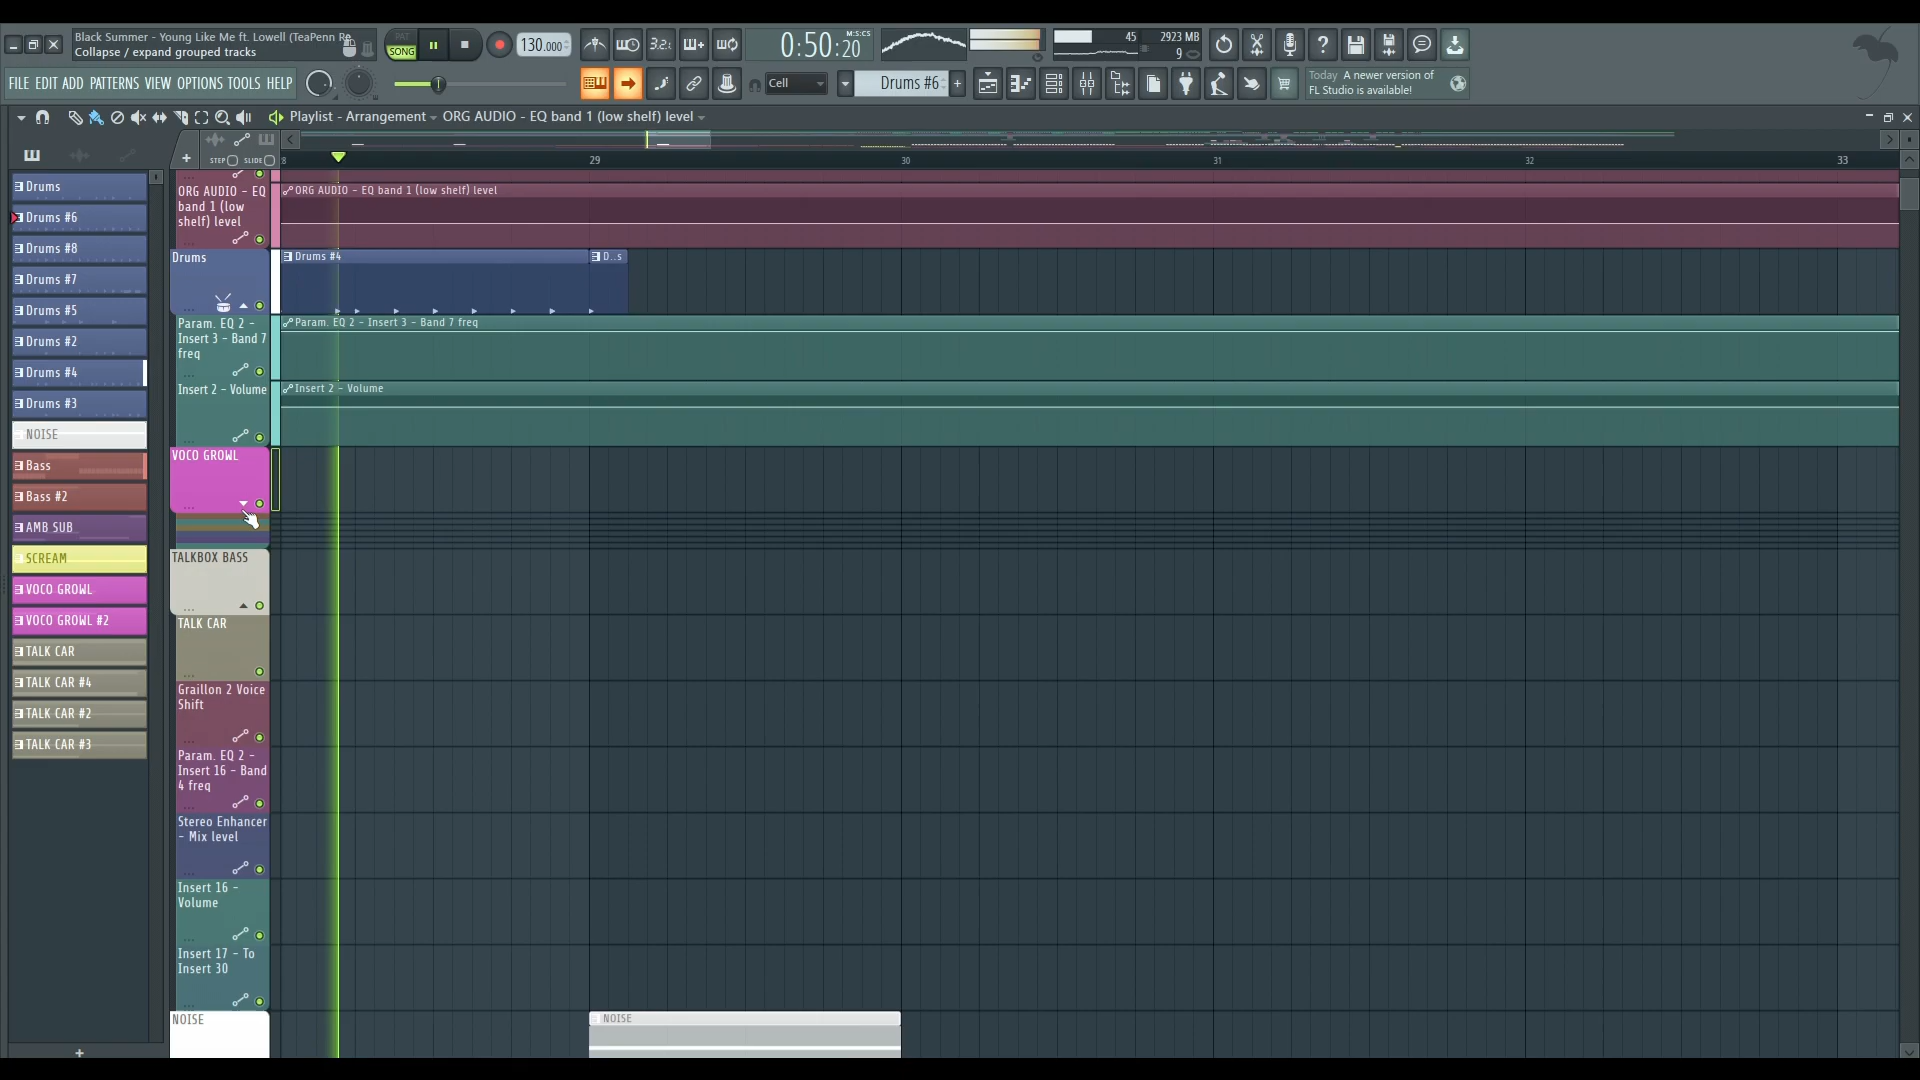 Black Summer - Young Like Me ft. Lowell (TeaPenn Re
Collapse / expand grouped tracks
PAT
SONG
130.000
3.2.
0:50:20
M:S:CS
45
2923 MB
9
FILE EDIT ADD PATTERNS VIEW OPTIONS TOOLS HELP
Cell
Drums #6
+
Today A newer version of
FL Studio is available!
Playlist - Arrangement
ORG AUDIO - EQ band 1 (low shelf) level
+
STEP
SLIDE
29
30
31
32
33
Drums
Drums #6
Drums #8
Drums #7
Drums #5
Drums #2
Drums #4
Drums #3
NOISE
Bass
Bass #2
AMB SUB
SCREAM
VOCO GROWL
VOCO GROWL #2
TALK CAR
TALK CAR #4
TALK CAR #2
TALK CAR #3
+
ORG AUDIO - EQ
band 1 (low
shelf) level
ORG AUDIO - EQ band 1 (low shelf) level
Drums
Drums #4
D..s
Param. EQ 2 -
Insert 3 - Band 7
freq
Param. EQ 2 - Insert 3 - Band 7 freq
Insert 2 - Volume
Insert 2 - Volume
VOCO GROWL
TALKBOX BASS
TALK CAR
Graillon 2 Voice
Shift
Param. EQ 2 -
Insert 16 - Band
4 freq
Stereo Enhancer
- Mix level
Insert 16 -
Volume
Insert 17 - To
Insert 30
NOISE
NOISE